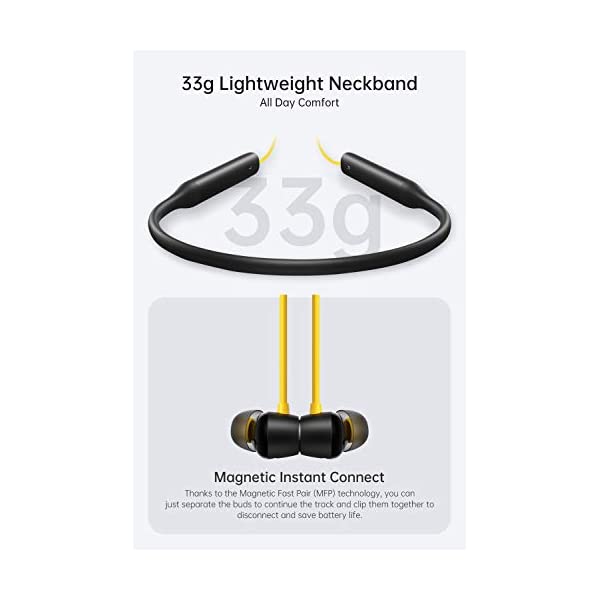 33g Lightweight Neckband
All Day Comfort
33g
Magnetic Instant Connect
Thanks to the Magnetic Fast Pair (MFP) technology, you can
just separate the buds to continue the track and clip them together to
disconnect and save battery life.